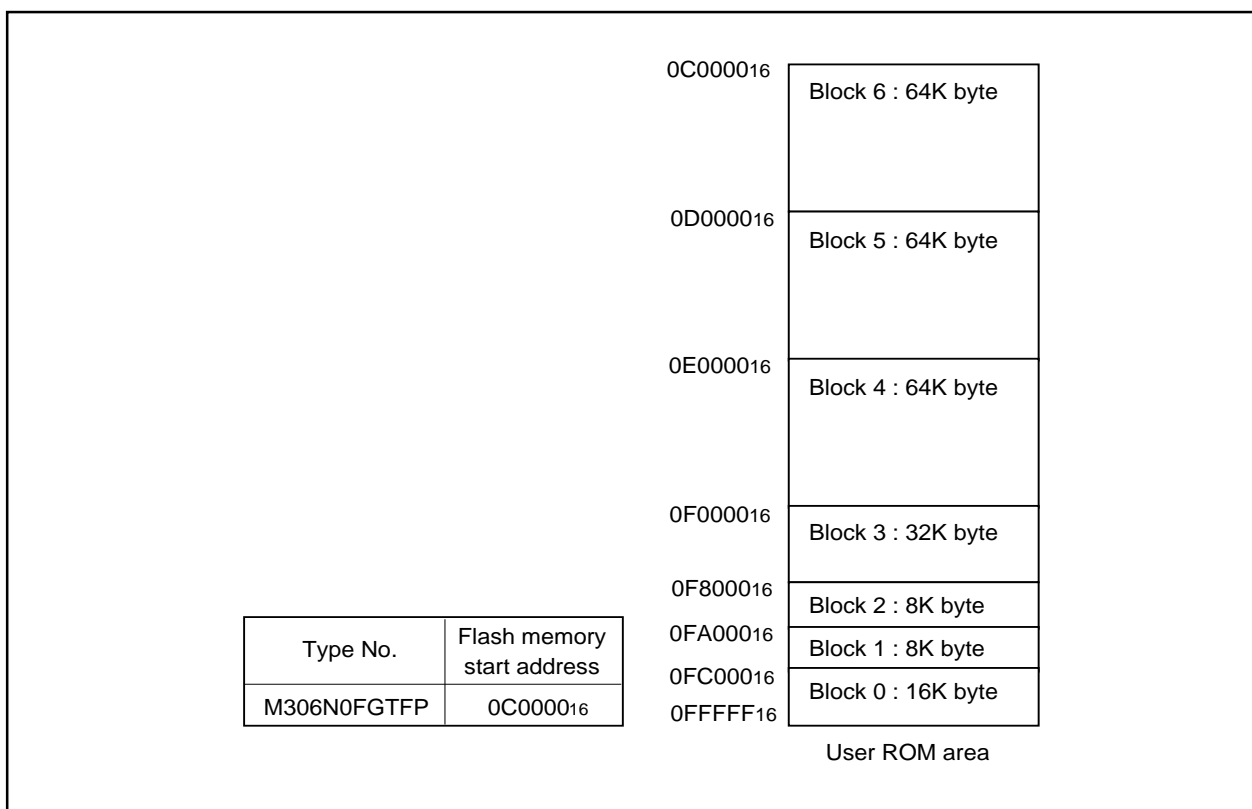 0C000016
Block 6 : 64K byte
0D000016
Block 5 : 64K byte
0E000016
Block 4 : 64K byte
0F000016
Block 3 : 32K byte
0F800016
Block 2 : 8K byte
0FA00016
Block 1 : 8K byte
0FC00016
Block 0 : 16K byte
0FFFFF16
User ROM area
Type No.
Flash memory
start address
M306N0FGTFP
0C000016